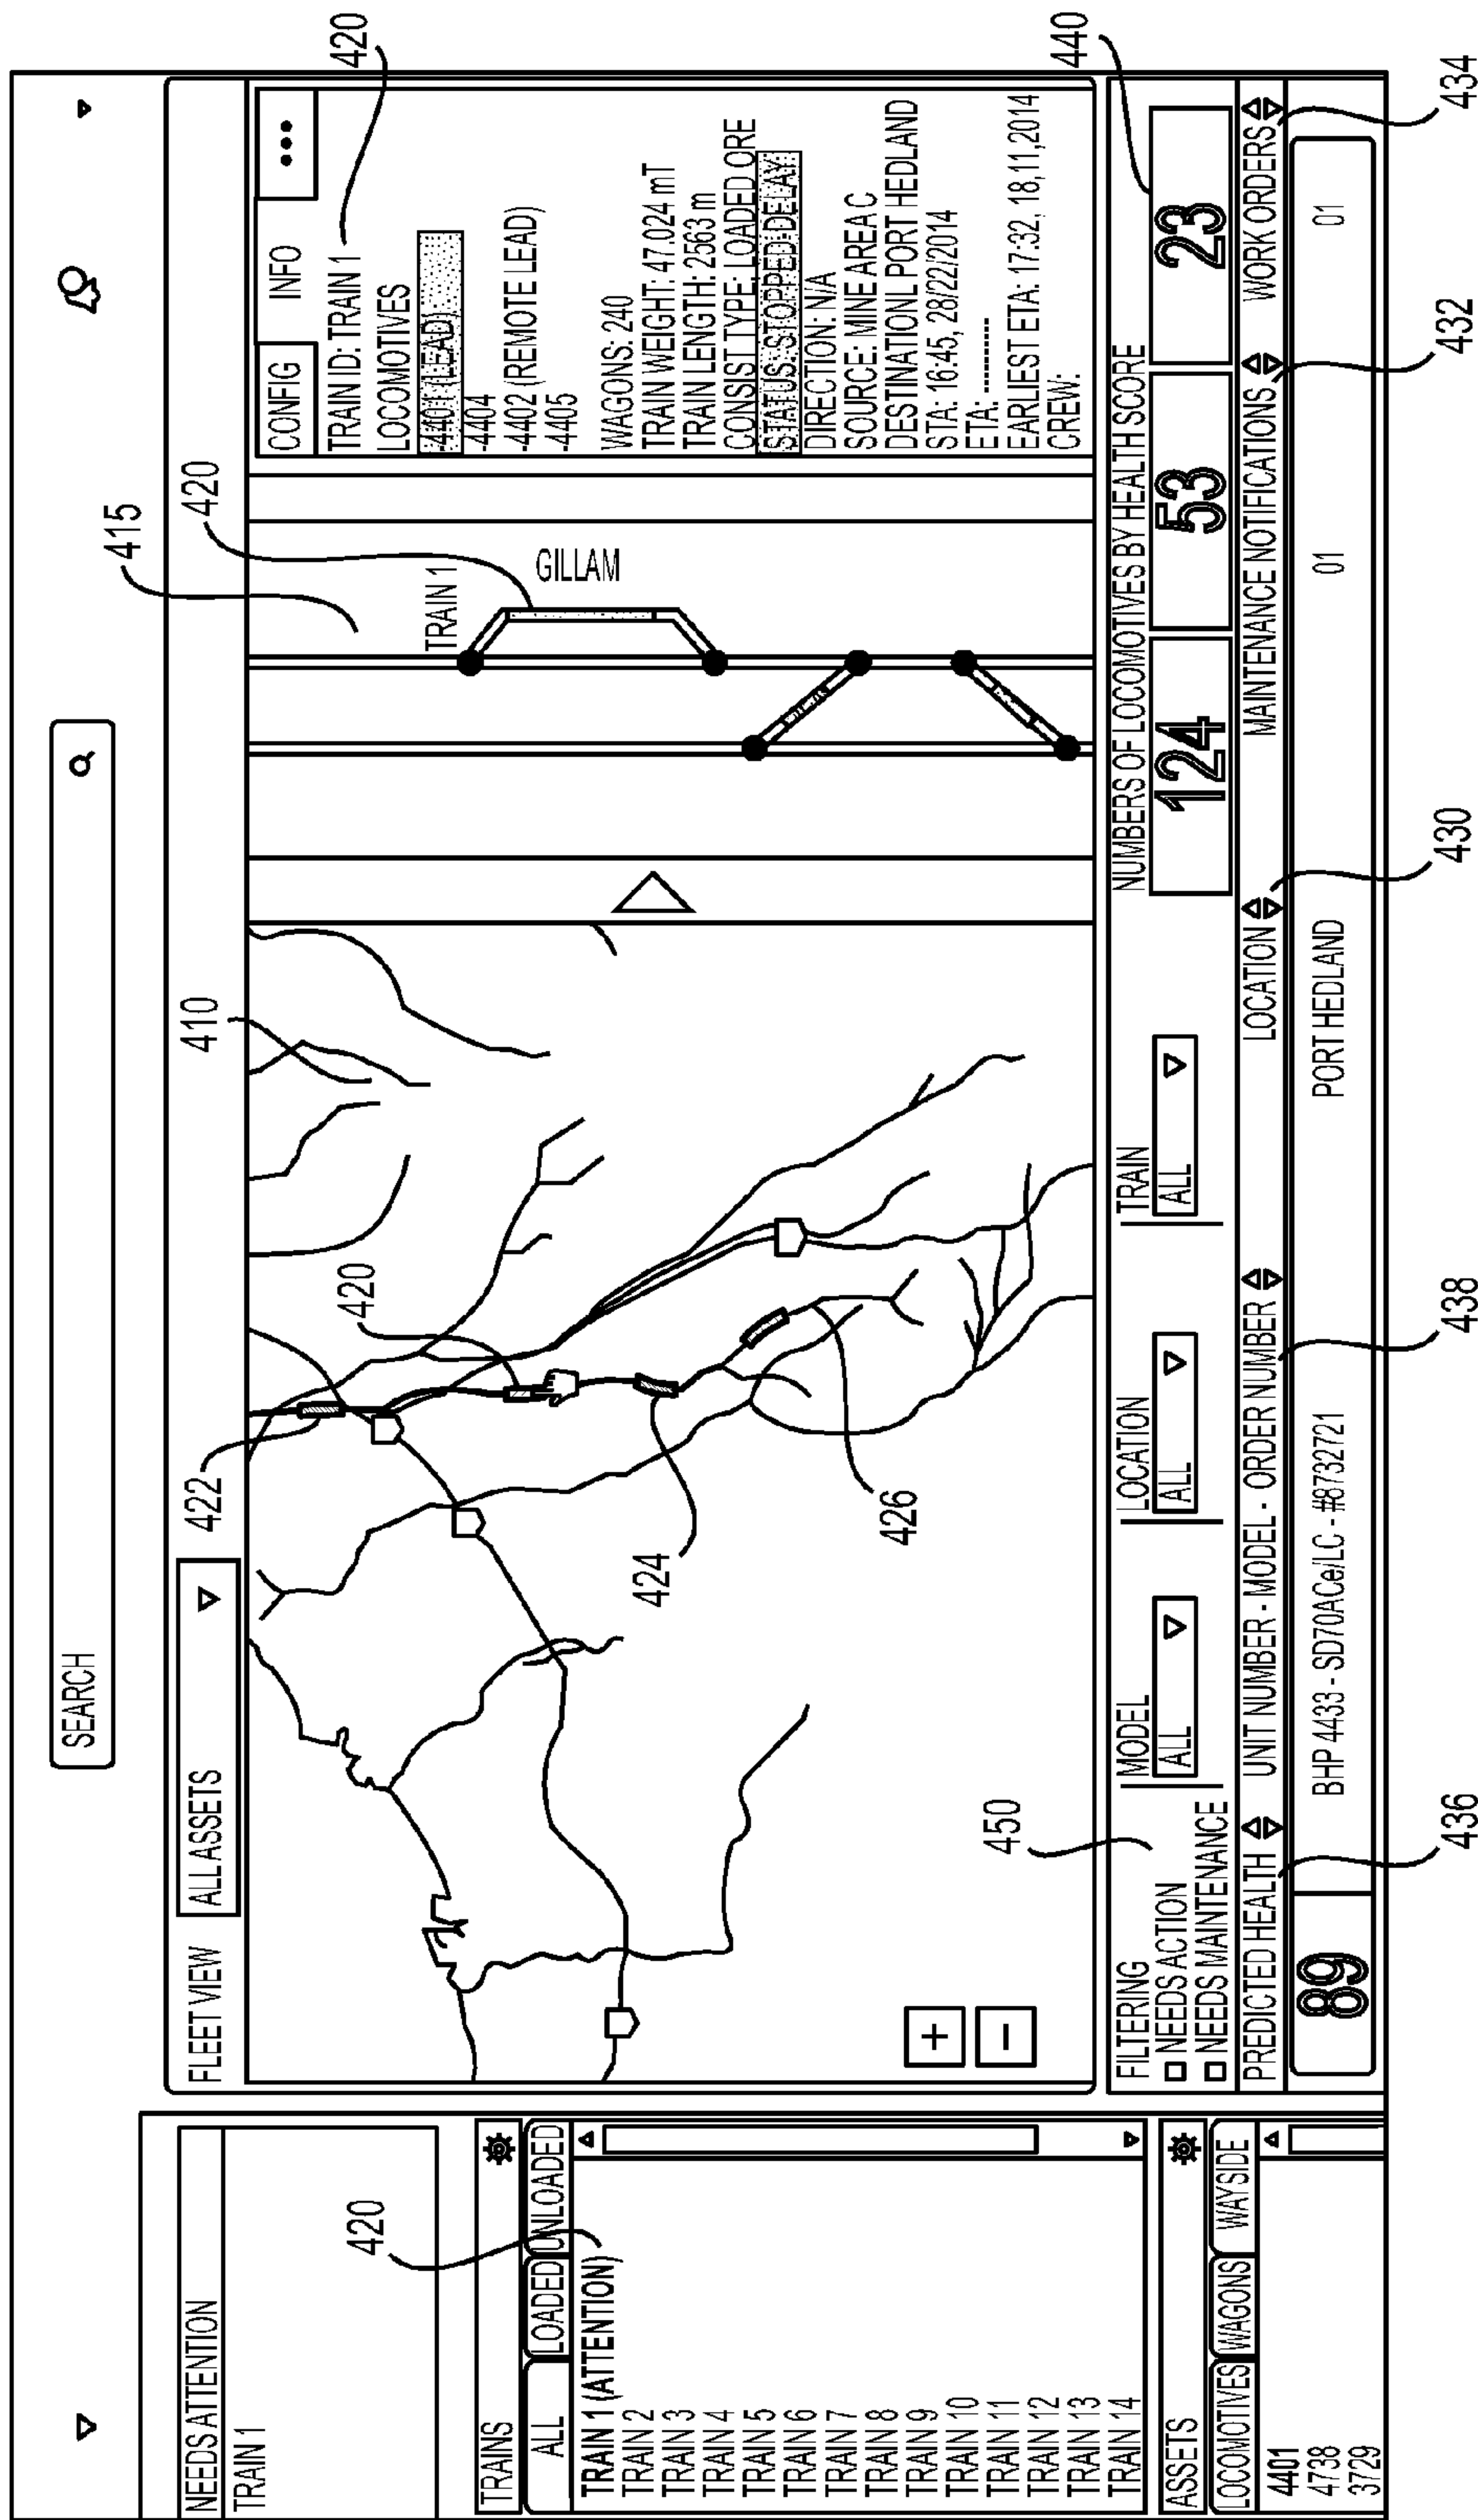 SEARCH
NEEDS ATTENTION
TRAIN 1
TRAINS
ALL LOADED UNLOADED
420
TRAIN 1 (ATTENTION)
TRAIN 2
TRAIN 3
TRAIN 4
TRAIN 5
TRAIN 6
TRAIN 7
TRAIN 8
TRAIN 9
TRAIN 10
TRAIN 11
TRAIN 12
TRAIN 13
TRAIN 14
ASSETS
LOCOMOTIVES WAGONS WAYSIDE
4401
4738
3729
FLEET VIEW ALL ASSETS
422
410
420
424
426
+
−
415
420
TRAIN 1
GILLAM
420
CONFIG INFO •••
TRAIN ID: TRAIN 1
LOCOMOTIVES
-4401 (LEAD)
-4404
-4402 (REMOTE LEAD)
-4405
WAGONS: 240
TRAIN WEIGHT: 47.024 mT
TRAIN LENGTH: 2563 m
CONSIST TYPE: LOADED ORE
STATUS: STOPPED DELAY
DIRECTION: N/A
SOURCE: MINE AREA C
DESTINATIONL PORT HEDLAND
STA: 16:45, 28/22/2014
ETA: ----------
EARLIEST ETA: 17:32, 18,11,2014
CREW:
450
440
FILTERING MODEL LOCATION TRAIN NUMBERS OF LOCOMOTIVES BY HEALTH SCORE
NEEDS ACTION ALL ALL ALL 124 53 23
NEEDS MAINTENANCE
PREDICTED HEALTH UNIT NUMBER - MODEL - ORDER NUMBER LOCATION MAINTENANCE NOTIFICATIONS WORK ORDERS
89 BHP 4433 - SD70ACe/LC - #8732721 PORT HEDLAND 01 01
436 438 430 432 434